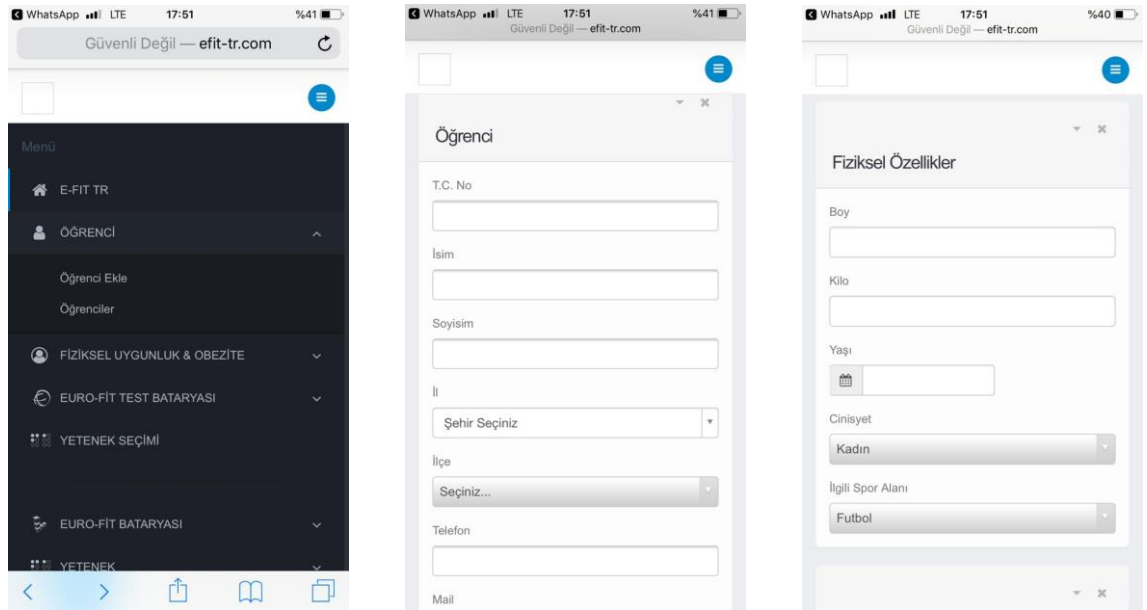 WhatsApp LTE 17:51 %41
Güvenli Değil — efit-tr.com
Menü
E-FIT TR
ÖĞRENCİ
Öğrenci Ekle
Öğrenciler
FİZİKSEL UYGUNLUK & OBEZİTE
EURO-FİT TEST BATARYASI
YETENEK SEÇİMİ
EURO-FİT BATARYASI
YETENEK
WhatsApp LTE 17:51 %41
Güvenli Değil — efit-tr.com
Öğrenci
T.C. No
İsim
Soyisim
İl
Şehir Seçiniz
İlçe
Seçiniz...
Telefon
Mail
WhatsApp LTE 17:51 %40
Güvenli Değil — efit-tr.com
Fiziksel Özellikler
Boy
Kilo
Yaşı
Cinisyet
Kadın
İlgili Spor Alanı
Futbol